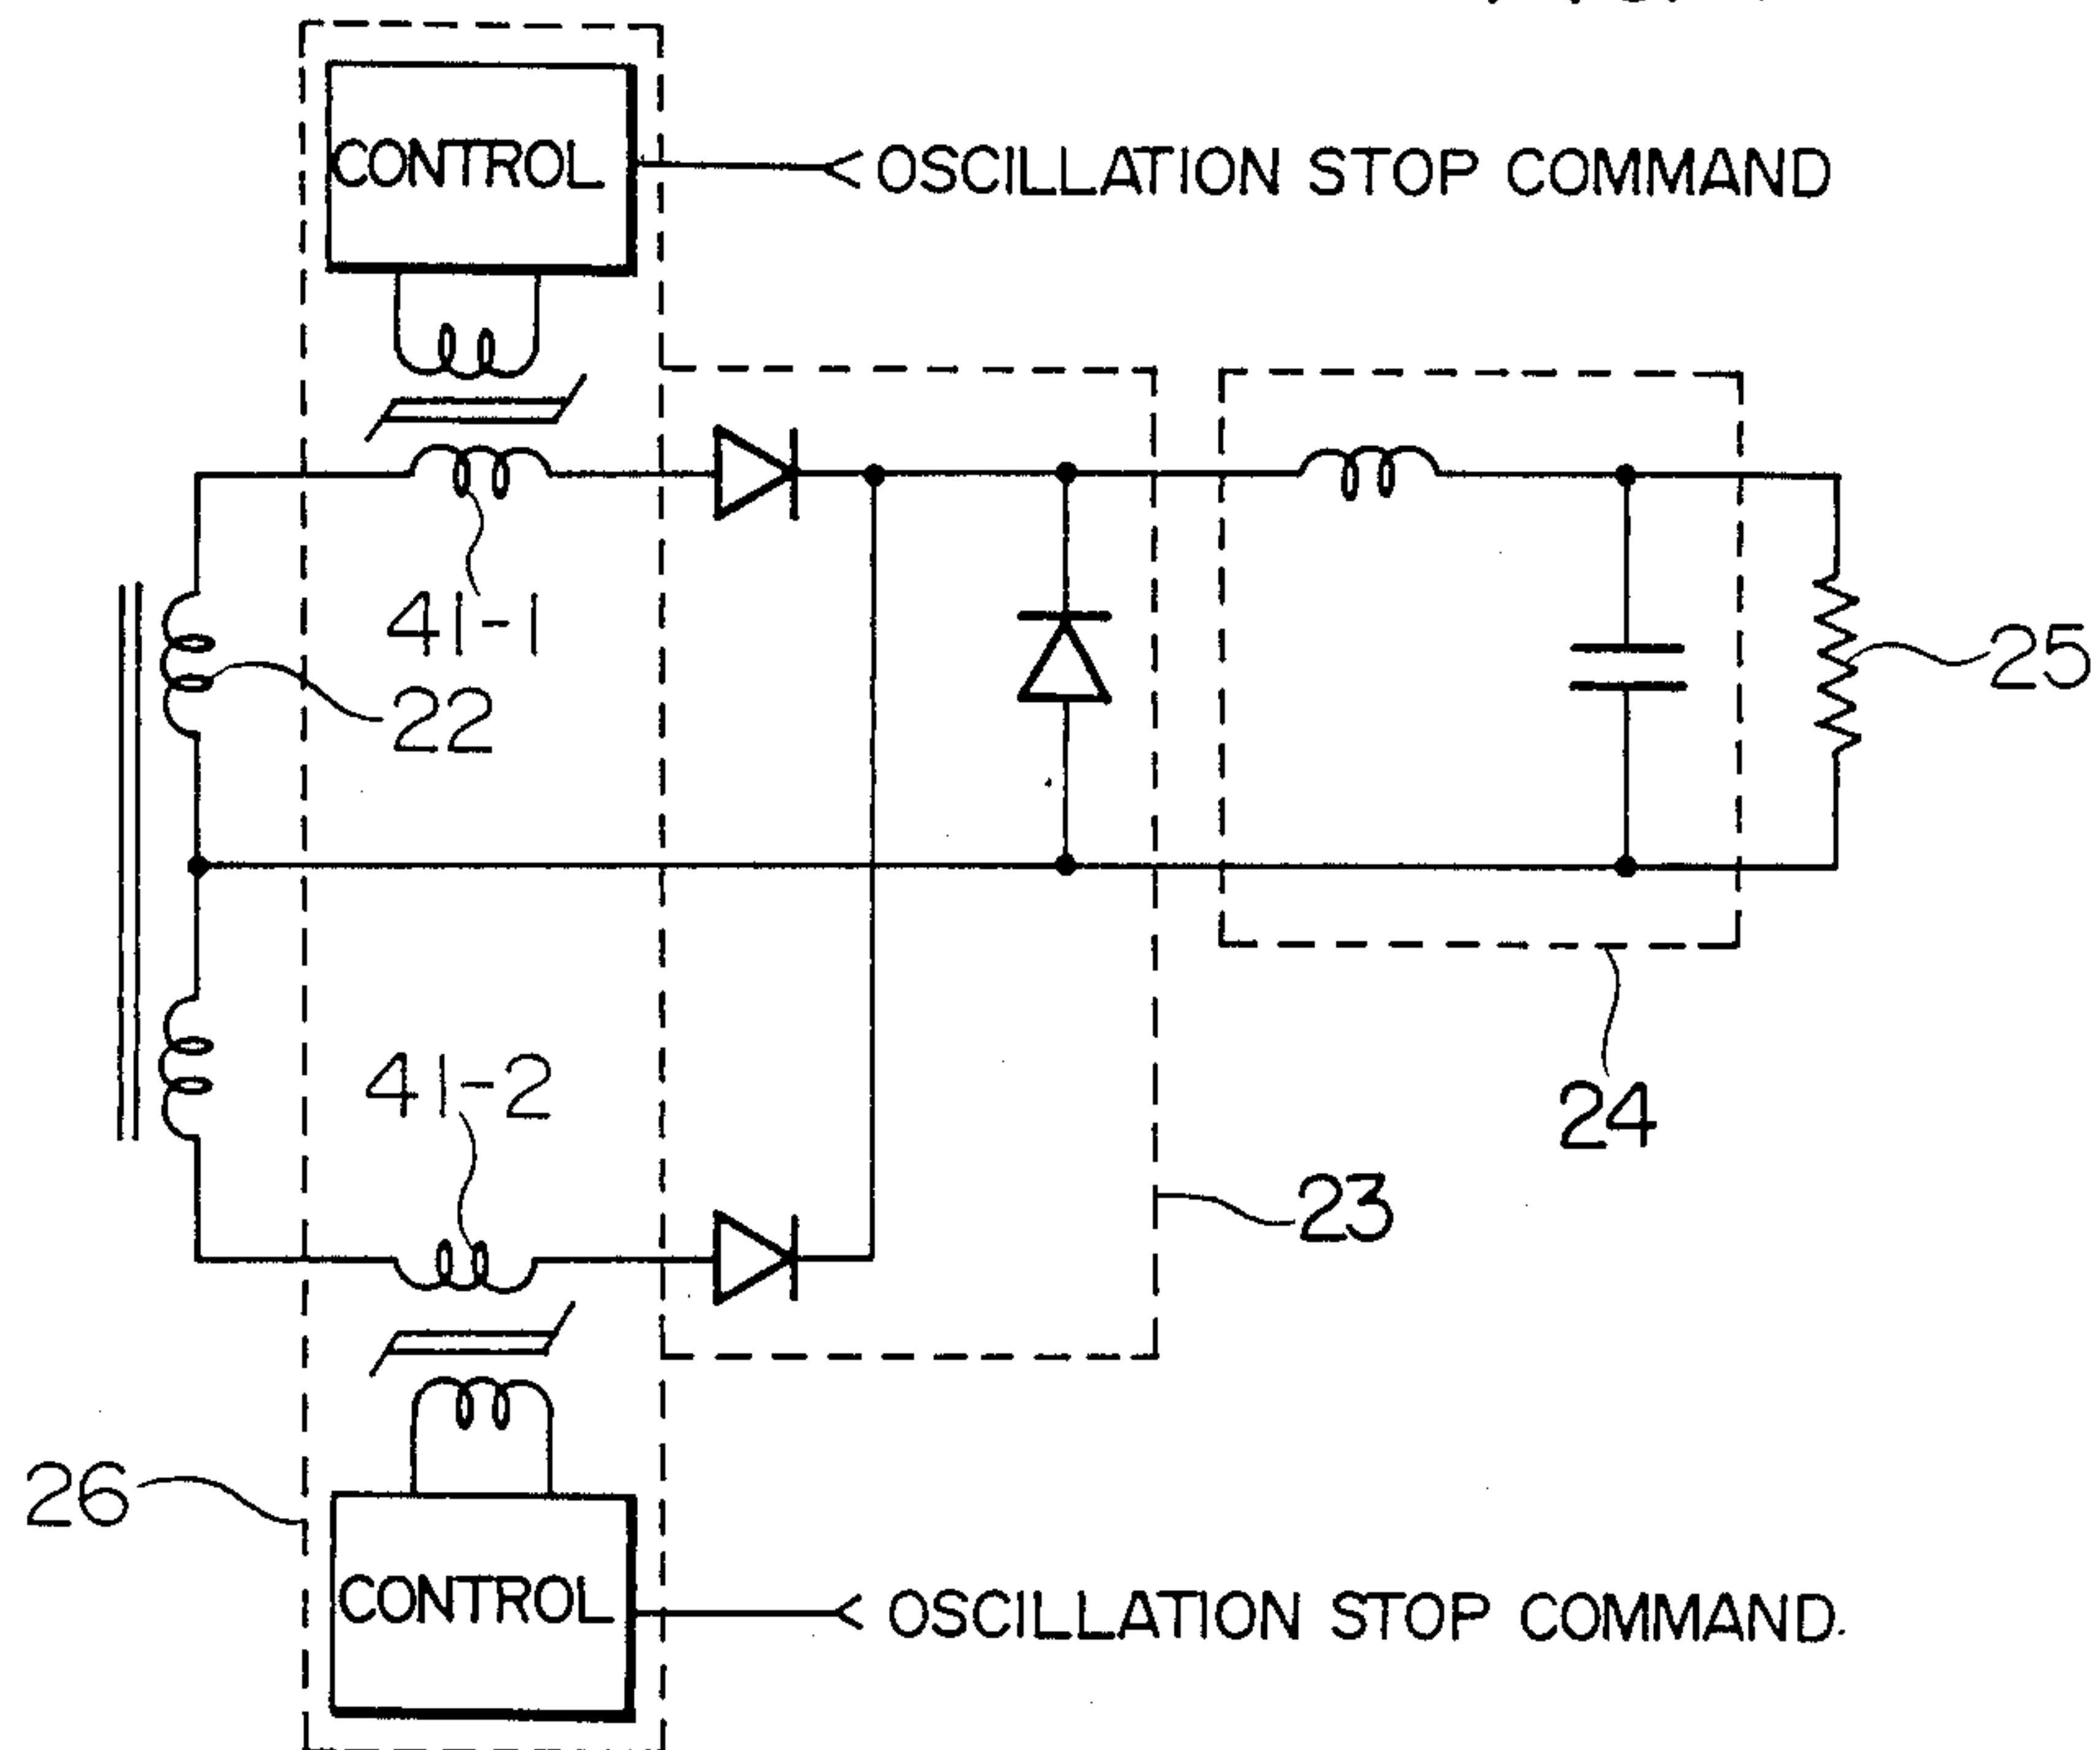 CONTROL
OSCILLATION STOP COMMAND
41-1
22
25
41-2
24
23
26
CONTROL
OSCILLATION STOP COMMAND.